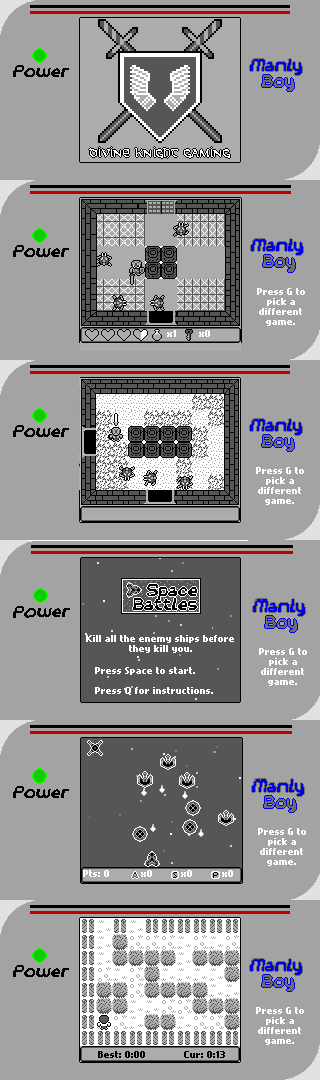 Power
Manly
Boy
DIVINE KNIGHT GAMING
Power
Manly
Boy
Press G to
pick a
different
game.
x1
x0
Power
Manly
Boy
Press G to
pick a
different
game.
Power
Space
Battles
Kill all the enemy ships before
they kill you.
Press Space to start.
Press Q for instructions.
Manly
Boy
Press G to
pick a
different
game.
Power
Manly
Boy
Press G to
pick a
different
game.
Pts: 0 A x0 S x0 R x0
Power
Manly
Boy
Press G to
pick a
different
game.
Best: 0:00 Cur: 0:13